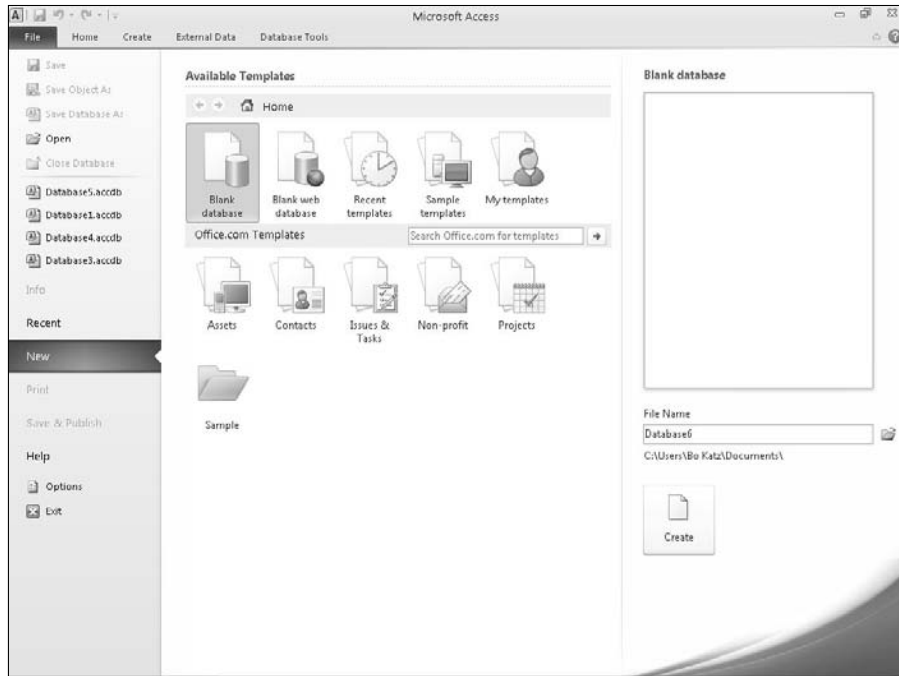 Microsoft Access
File Home Create External Data Database Tools
Save
Save Object As
Save Database As
Open
Close Database
Database5.accdb
Database1.accdb
Database4.accdb
Database3.accdb
Info
Recent
New
Print
Save & Publish
Help
Options
Exit
Available Templates
Home
Blank database
Blank web database
Recent templates
Sample templates
My templates
Office.com Templates
Search Office.com for templates
Assets
Contacts
Issues & Tasks
Non-profit
Projects
Sample
Blank database
File Name
Database6
C:\Users\Bo Katz\Documents\
Create